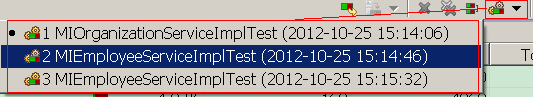 1 MIOrganizationServiceImplTest (2012-10-25 15:14:06)
2 MIEmployeeServiceImplTest (2012-10-25 15:14:46)
To
3 MIEmployeeServiceImplTest (2012-10-25 15:15:32)